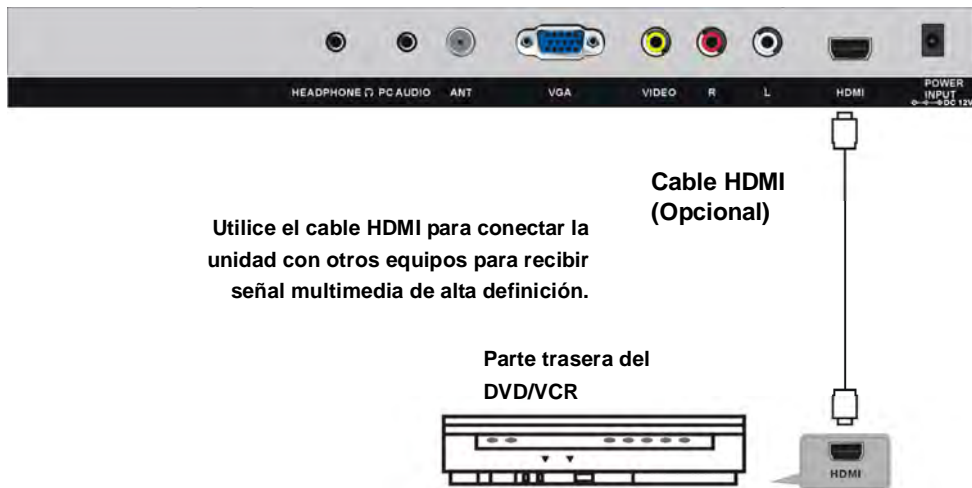 HEADPHONE PC AUDIO ANT VGA VIDEO R L HDMI POWER INPUT DC 12V
Cable HDMI
(Opcional)
Utilice el cable HDMI para conectar la
unidad con otros equipos para recibir
señal multimedia de alta definición.
Parte trasera del
DVD/VCR
HDMI